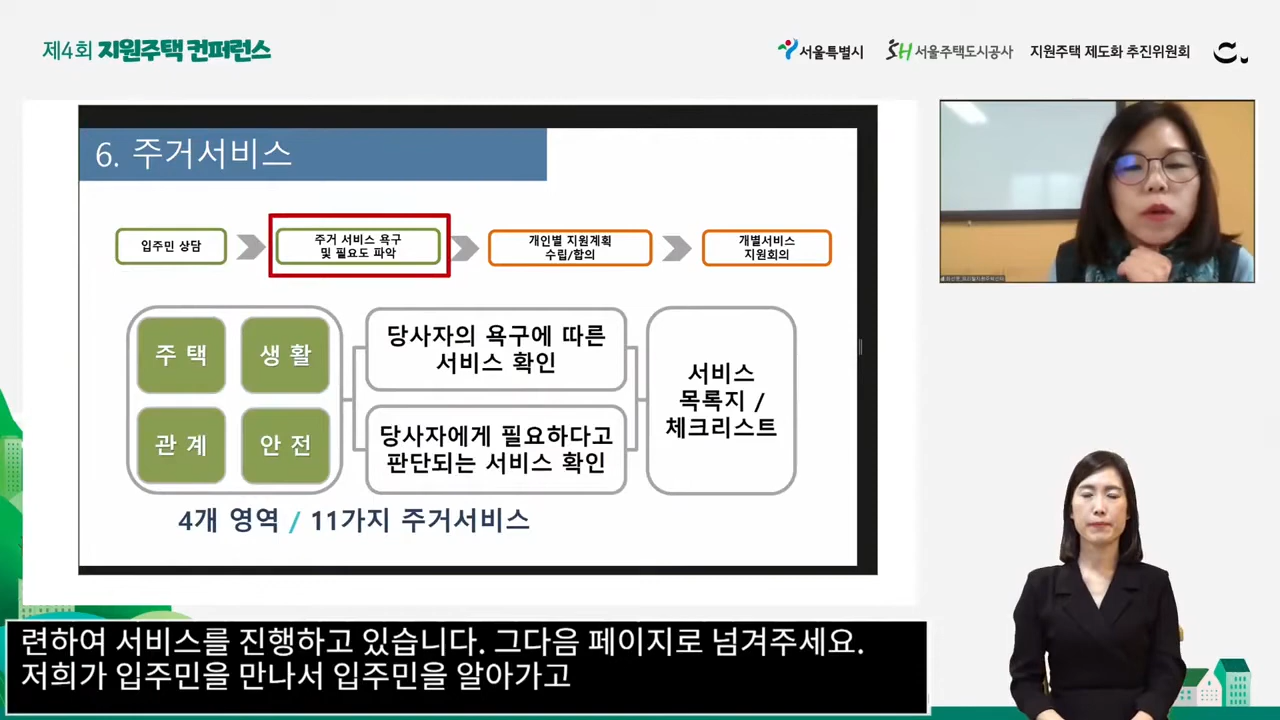 제4회 지원주택 컨퍼런스
서울특별시
SH 서울주택도시공사
지원주택 제도화 추진위원회
6. 주거서비스
입주민 상담
주거 서비스 욕구
및 필요도 파악
개인별 지원계획
수립/합의
개별서비스
지원회의
주 택
생 활
관 계
안 전
당사자의 욕구에 따른
서비스 확인
당사자에게 필요하다고
판단되는 서비스 확인
서비스
목록지 /
체크리스트
4개 영역 / 11가지 주거서비스
련하여 서비스를 진행하고 있습니다. 그다음 페이지로 넘겨주세요.
저희가 입주민을 만나서 입주민을 알아가고